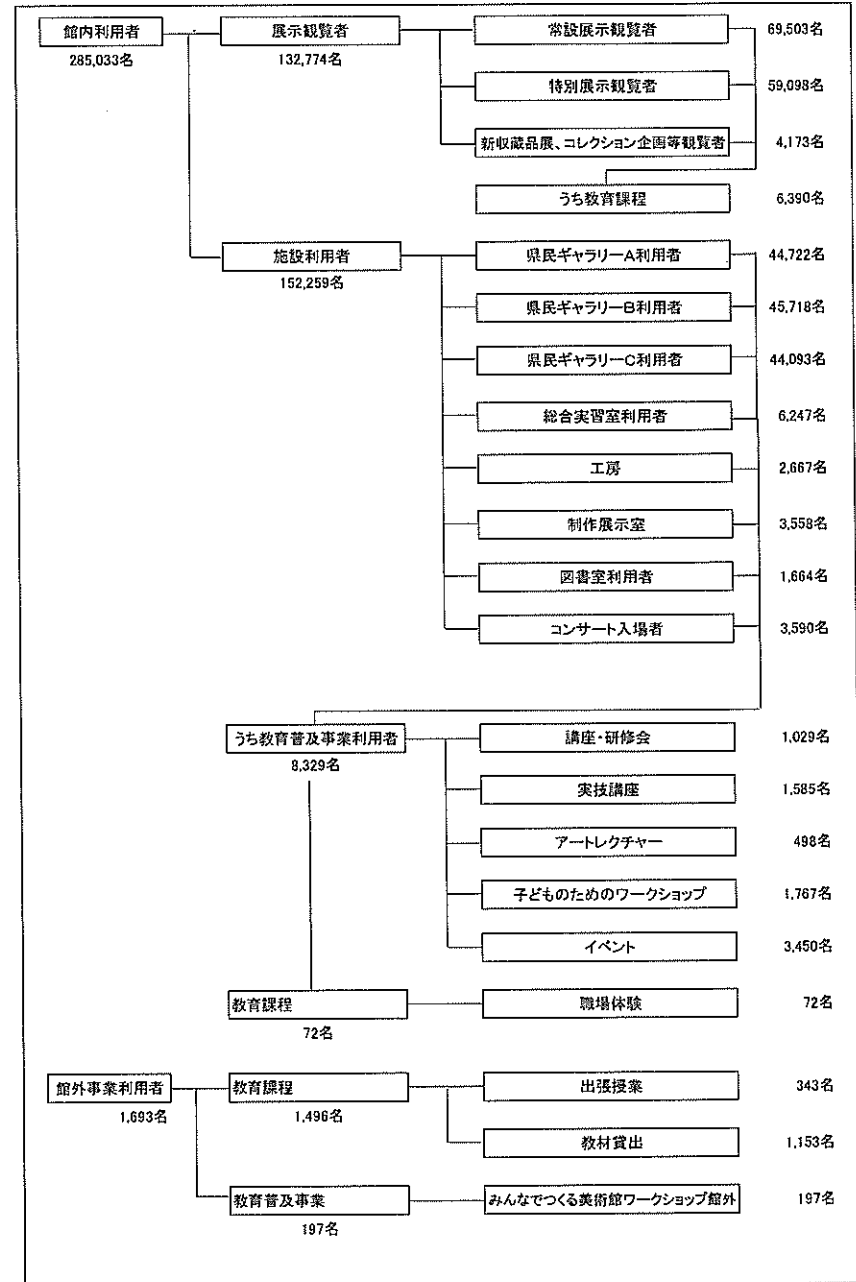 館内利用者 展示観覧者 常設展示観覧者 69,503名
285,033名 132,774名
特別展示観覧者 59,098名
新収蔵品展、コレクション企画等観覧者 4,173名
うち教育課程 6,390名
施設利用者 県民ギャラリーA利用者 44,722名
152,259名
県民ギャラリーB利用者 45,718名
県民ギャラリーC利用者 44,093名
総合実習室利用者 6,247名
工房 2,667名
制作展示室 3,558名
図書室利用者 1,664名
コンサート入場者 3,590名
うち教育普及事業利用者 講座・研修会 1,029名
8,329名
実技講座 1,585名
アートレクチャー 498名
子どものためのワークショップ 1,767名
イベント 3,450名
教育課程 職場体験 72名
72名
館外事業利用者 教育課程 出張授業 343名
1,693名 1,496名
教材貸出 1,153名
教育普及事業 みんなでつくる美術館ワークショップ館外 197名
197名